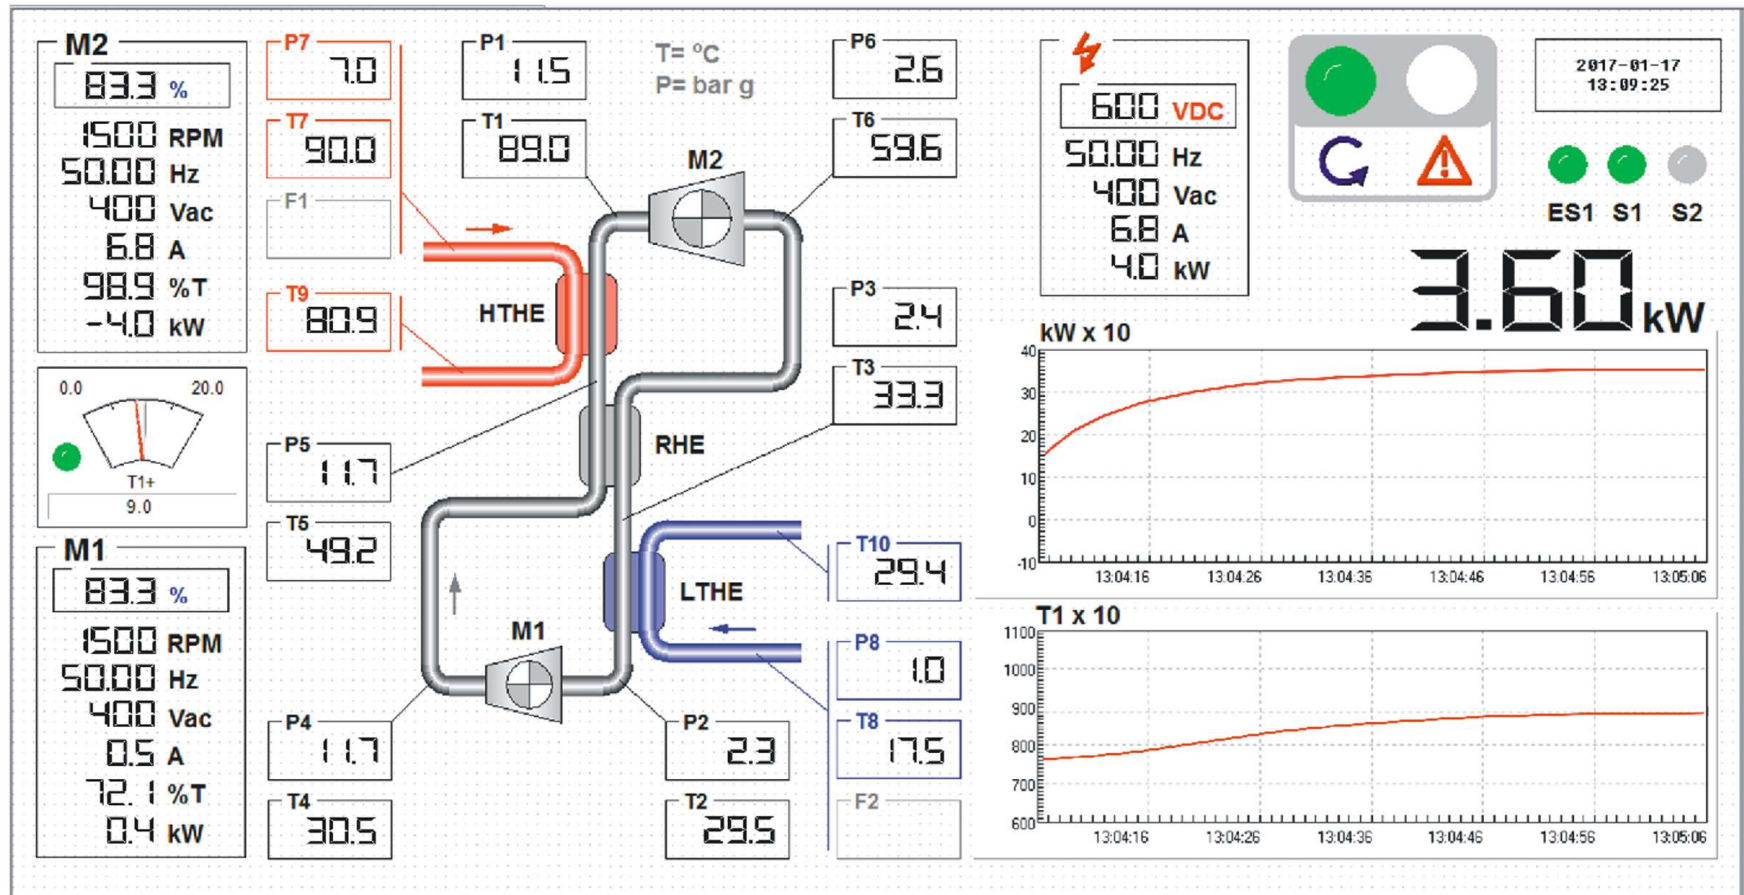 M2
83.3 %
1500 RPM
50.00 Hz
400 Vac
6.8 A
98.9 %T
-4.0 kW
0.0 20.0
T1+
9.0
M1
83.3 %
1500 RPM
50.00 Hz
400 Vac
0.5 A
72.1 %T
0.4 kW
P7
7.0
T7
90.0
F1
T9
80.9
P5
11.7
T5
49.2
P4
11.7
T4
30.5
P1
11.5
T1
89.0
T= ºC
P= bar g
M2
HTHE
RHE
LTHE
M1
P6
2.6
T6
59.6
P3
2.4
T3
33.3
T10
29.4
P8
1.0
T8
17.5
F2
P2
2.3
T2
29.5
600 VDC
50.00 Hz
400 Vac
6.8 A
4.0 kW
2017-01-17
13:09:25
ES1 S1 S2
3.60 kW
kW x 10
40
30
20
10
0
-10
13:04:16 13:04:26 13:04:36 13:04:46 13:04:56 13:05:06
T1 x 10
1100
1000
900
800
700
600
13:04:16 13:04:26 13:04:36 13:04:46 13:04:56 13:05:06